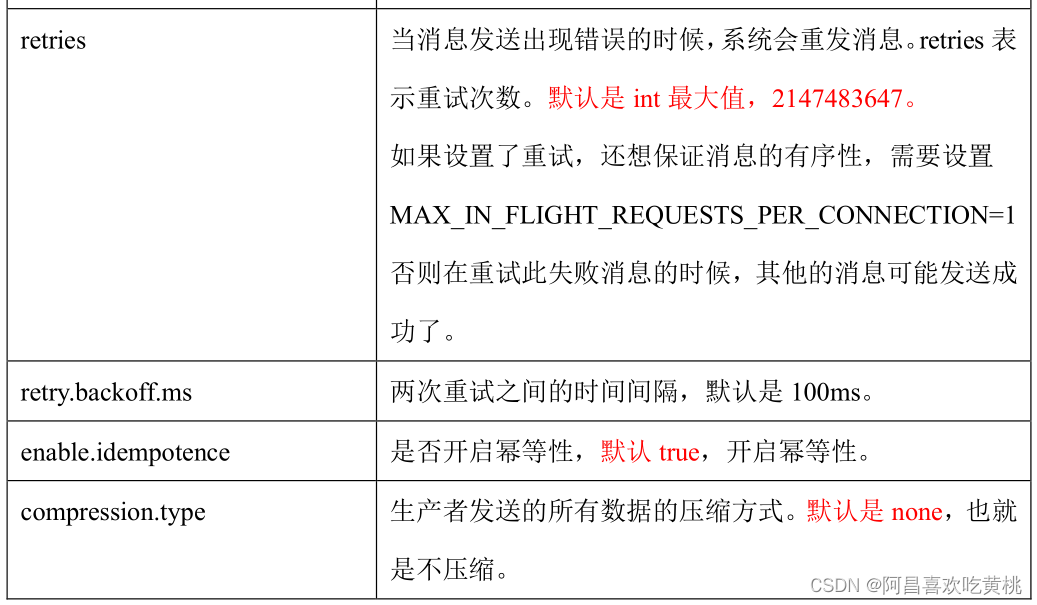 retries
当消息发送出现错误的时候，系统会重发消息。retries 表
示重试次数。默认是 int 最大值，2147483647。
如果设置了重试，还想保证消息的有序性，需要设置
MAX_IN_FLIGHT_REQUESTS_PER_CONNECTION=1
否则在重试此失败消息的时候，其他的消息可能发送成
功了。
retry.backoff.ms
两次重试之间的时间间隔，默认是 100ms。
enable.idempotence
是否开启幂等性，默认 true，开启幂等性。
compression.type
生产者发送的所有数据的压缩方式。默认是 none，也就
是不压缩。
CSDN @阿昌喜欢吃黄桃